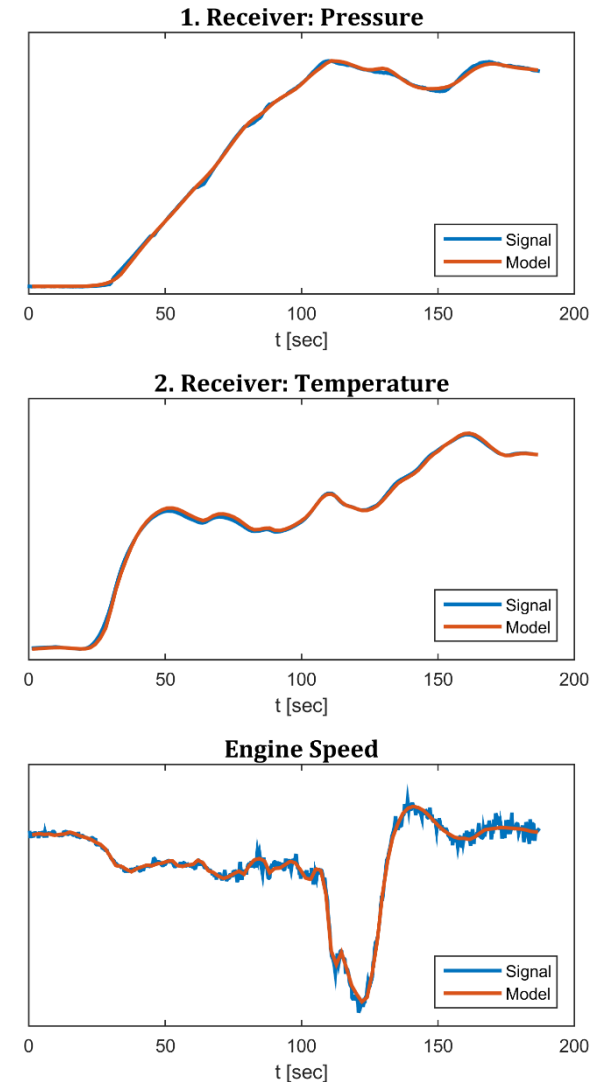 1. Receiver: Pressure
Signal
Model
0 50 100 150 200
t [sec]
2. Receiver: Temperature
Signal
Model
0 50 100 150 200
t [sec]
Engine Speed
Signal
Model
0 50 100 150 200
t [sec]